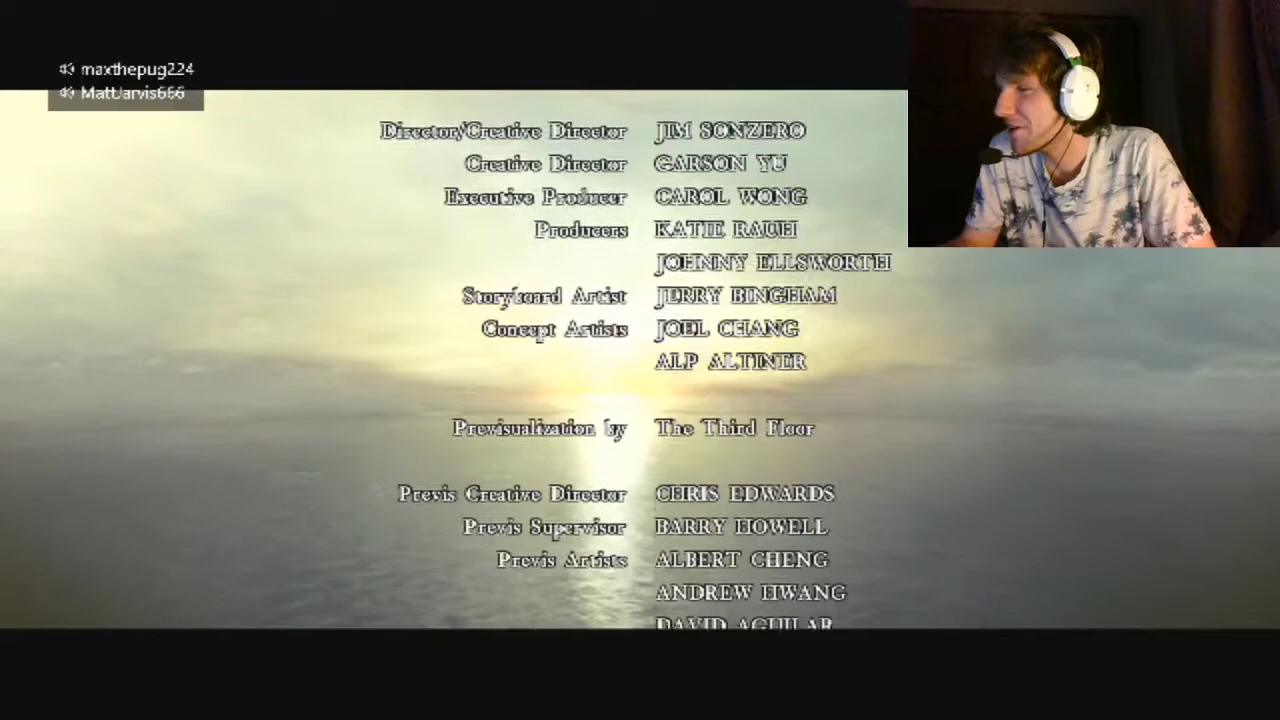 maxthepug224
MattJarvis666
Director/Creative Director JIM SONZERO
Creative Director GARSON YU
Executive Producer CAROL WONG
Producers KATIE RAUH
JOHNNY ELLSWORTH
Storyboard Artist JERRY BINGHAM
Concept Artists JOEL CHANG
ALP ALTINER
Previsualization by The Third Floor
Previs Creative Director CHRIS EDWARDS
Previs Supervisor BARRY HOWELL
Previs Artists ALBERT CHENG
ANDREW HWANG
DAVID AGUILAR